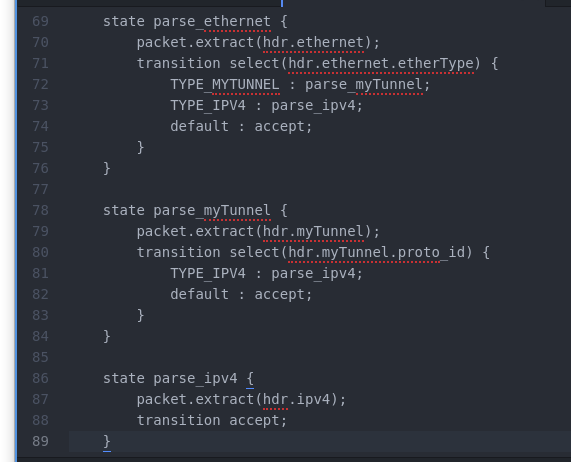 69 state parse_ethernet {
70 packet.extract(hdr.ethernet);
71 transition select(hdr.ethernet.etherType) {
72 TYPE_MYTUNNEL : parse_myTunnel;
73 TYPE_IPV4 : parse_ipv4;
74 default : accept;
75 }
76 }
77
78 state parse_myTunnel {
79 packet.extract(hdr.myTunnel);
80 transition select(hdr.myTunnel.proto_id) {
81 TYPE_IPV4 : parse_ipv4;
82 default : accept;
83 }
84 }
85
86 state parse_ipv4 {
87 packet.extract(hdr.ipv4);
88 transition accept;
89 }